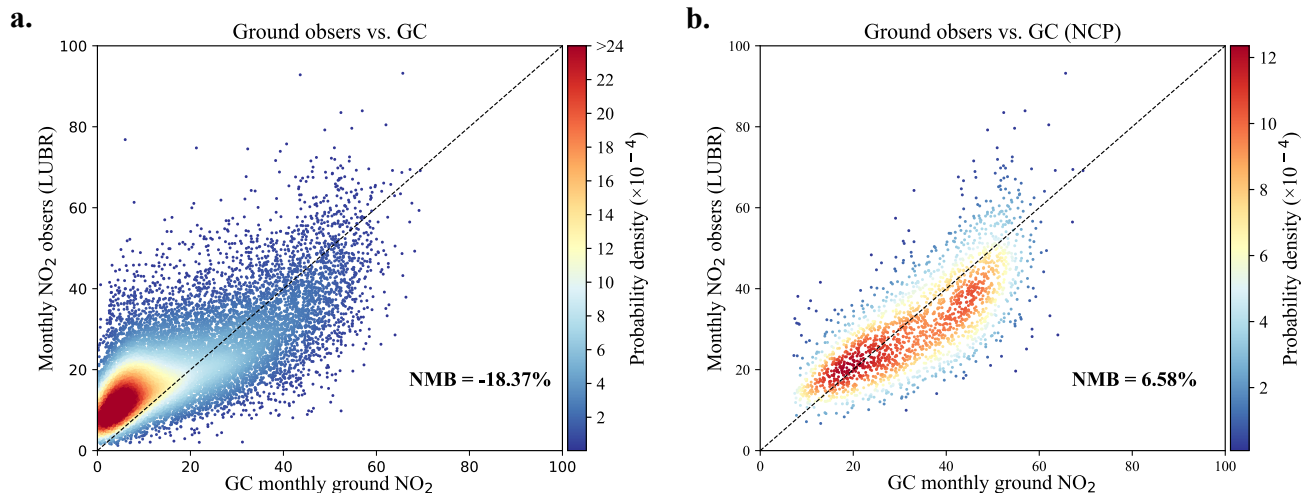 a.
Ground obsers vs. GC
Monthly NO₂ obsers (LUBR)
100
80
60
40
20
0
0 20 40 60 80 100
GC monthly ground NO₂
NMB = -18.37%
>24
22
20
18
16
14
12
10
8
6
4
2
Probability density (×10⁻⁴)
b.
Ground obsers vs. GC (NCP)
Monthly NO₂ obsers (LUBR)
100
80
60
40
20
0
0 20 40 60 80 100
GC monthly ground NO₂
NMB = 6.58%
12
10
8
6
4
2
Probability density (×10⁻⁴)